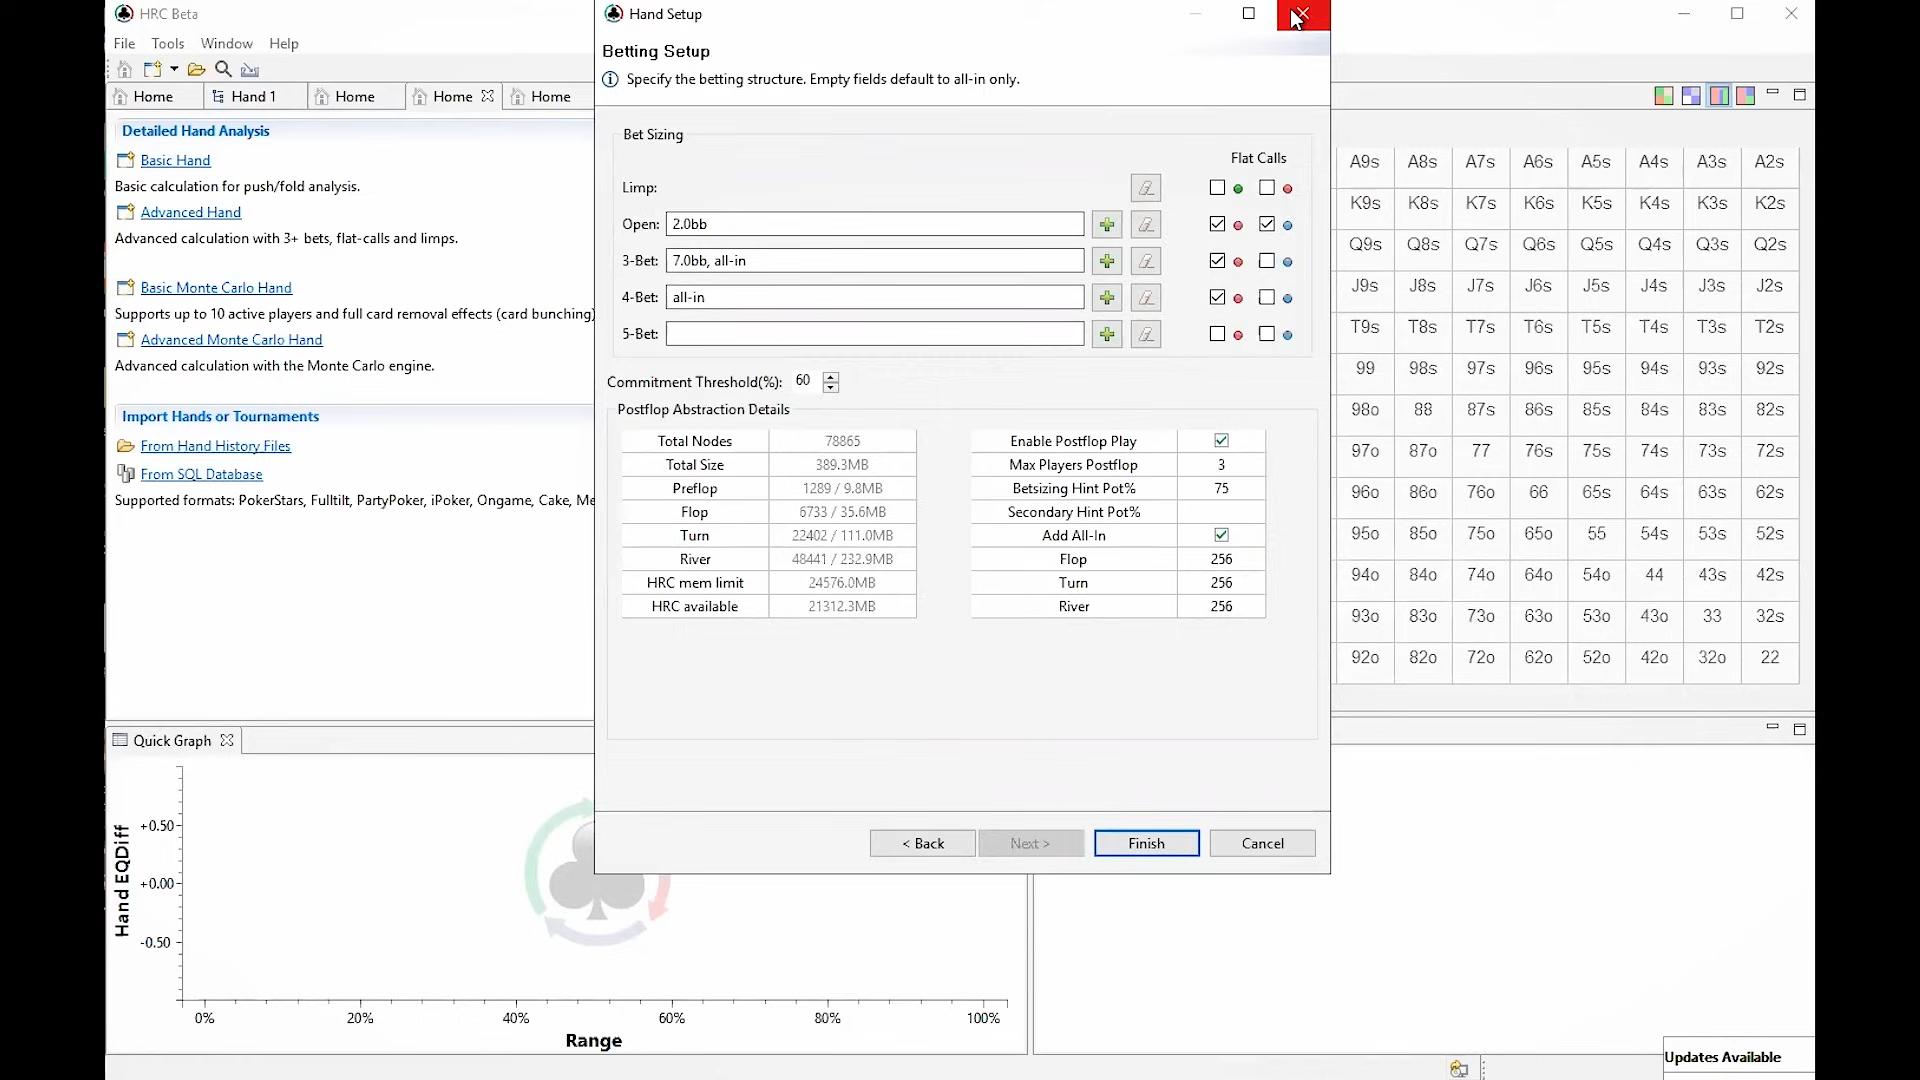 HRC Beta
File Tools Window Help
Home Hand 1 Home Home Home
Detailed Hand Analysis
Basic Hand
Basic calculation for push/fold analysis.
Advanced Hand
Advanced calculation with 3+ bets, flat-calls and limps.
Basic Monte Carlo Hand
Supports up to 10 active players and full card removal effects (card bunching)
Advanced Monte Carlo Hand
Advanced calculation with the Monte Carlo engine.
Import Hands or Tournaments
From Hand History Files
From SQL Database
Supported formats: PokerStars, Fulltilt, PartyPoker, iPoker, Ongame, Cake, Me
Hand Setup
Betting Setup
Specify the betting structure. Empty fields default to all-in only.
Bet Sizing
Flat Calls
Limp:
Open: 2.0bb
3-Bet: 7.0bb, all-in
4-Bet: all-in
5-Bet:
Commitment Threshold(%): 60
Postflop Abstraction Details
Total Nodes 78865
Total Size 389.3MB
Preflop 1289 / 9.8MB
Flop 6733 / 35.6MB
Turn 22402 / 111.0MB
River 48441 / 232.9MB
HRC mem limit 24576.0MB
HRC available 21312.3MB
Enable Postflop Play
Max Players Postflop 3
Betsizing Hint Pot% 75
Secondary Hint Pot%
Add All-In
Flop 256
Turn 256
River 256
< Back Next > Finish Cancel
A9s A8s A7s A6s A5s A4s A3s A2s
K9s K8s K7s K6s K5s K4s K3s K2s
Q9s Q8s Q7s Q6s Q5s Q4s Q3s Q2s
J9s J8s J7s J6s J5s J4s J3s J2s
T9s T8s T7s T6s T5s T4s T3s T2s
99 98s 97s 96s 95s 94s 93s 92s
98o 88 87s 86s 85s 84s 83s 82s
97o 87o 77 76s 75s 74s 73s 72s
96o 86o 76o 66 65s 64s 63s 62s
95o 85o 75o 65o 55 54s 53s 52s
94o 84o 74o 64o 54o 44 43s 42s
93o 83o 73o 63o 53o 43o 33 32s
92o 82o 72o 62o 52o 42o 32o 22
Quick Graph
Hand EQDiff
+0.50
+0.00
-0.50
0% 20% 40% 60% 80% 100%
Range
Updates Available